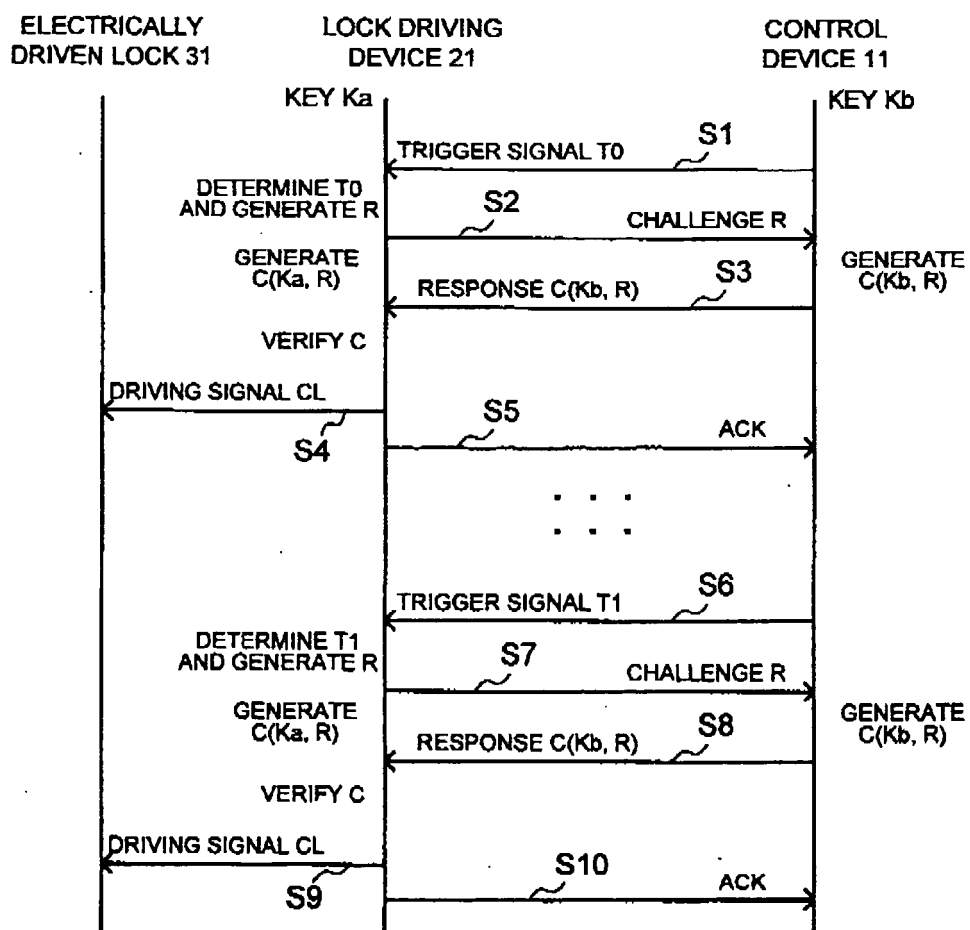 ELECTRICALLY
DRIVEN LOCK 31
LOCK DRIVING
DEVICE 21
CONTROL
DEVICE 11
KEY Ka
KEY Kb
S1
TRIGGER SIGNAL T0
DETERMINE T0
AND GENERATE R
S2
CHALLENGE R
GENERATE
C(Ka, R)
GENERATE
C(Kb, R)
RESPONSE C(Kb, R)
S3
VERIFY C
DRIVING SIGNAL CL
S4
S5
ACK
. . .
. . .
S6
TRIGGER SIGNAL T1
DETERMINE T1
AND GENERATE R
S7
CHALLENGE R
GENERATE
C(Ka, R)
GENERATE
C(Kb, R)
RESPONSE C(Kb, R)
S8
VERIFY C
DRIVING SIGNAL CL
S9
S10
ACK